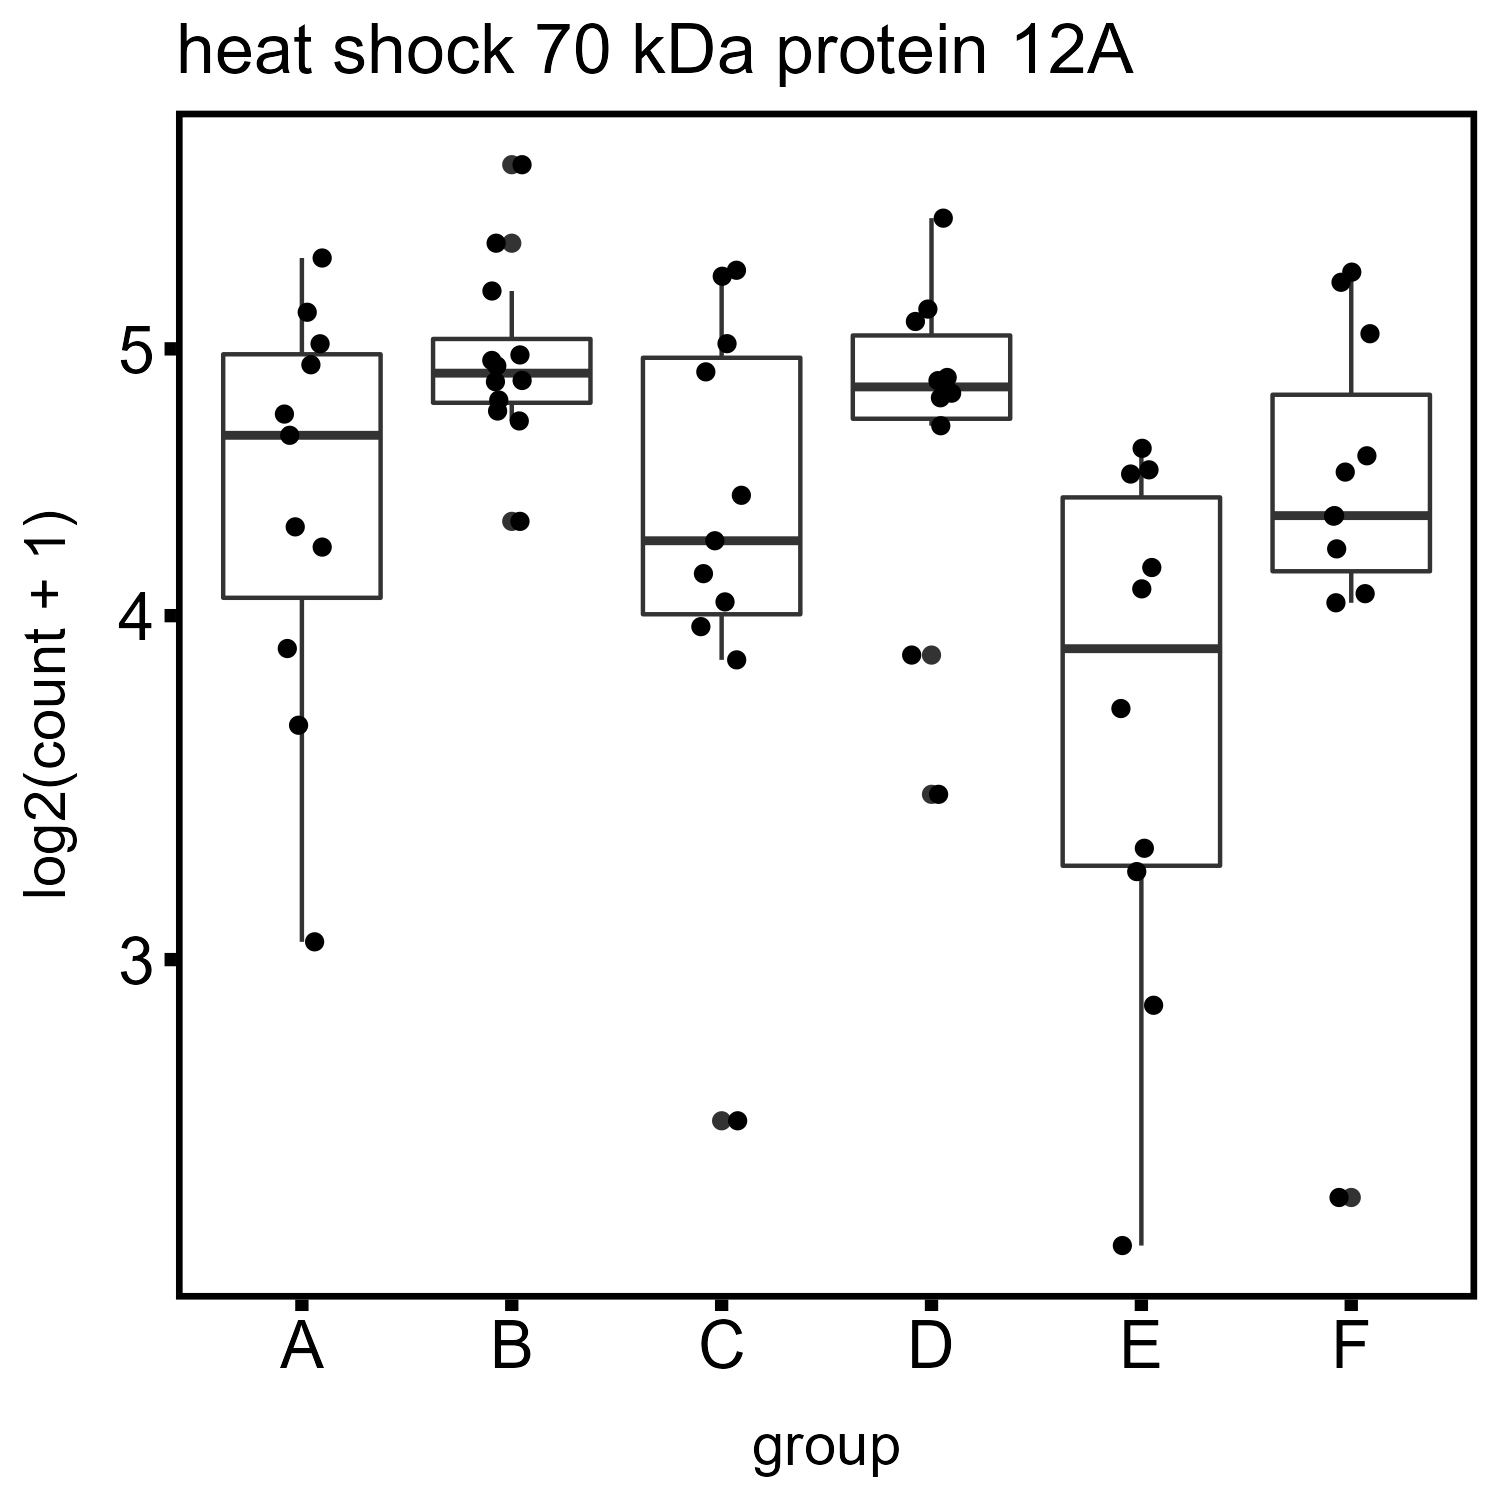 heat shock 70 kDa protein 12A
log2(count + 1)
5
4
3
A B C D E F
group